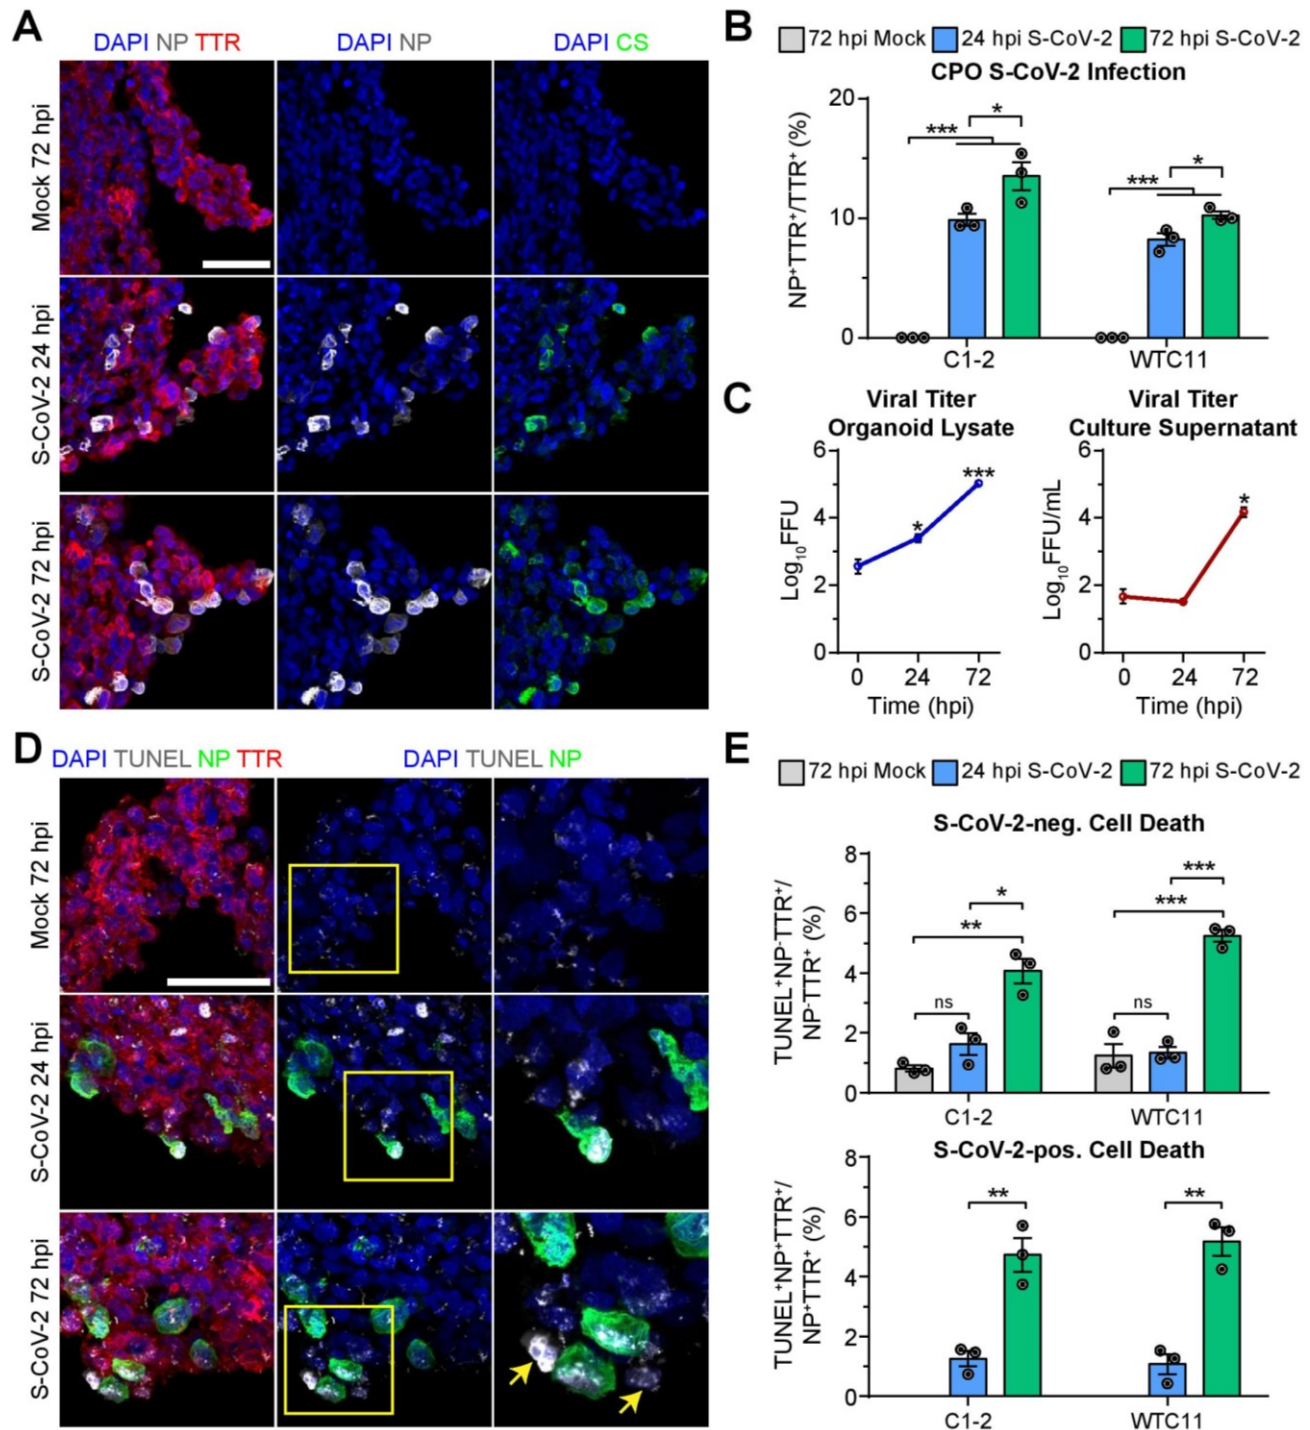 A
DAPI NP TTR
DAPI NP
DAPI CS
Mock 72 hpi
S-CoV-2 24 hpi
S-CoV-2 72 hpi
B
72 hpi Mock 24 hpi S-CoV-2 72 hpi S-CoV-2
CPO S-CoV-2 Infection
NP⁺TTR⁺/TTR⁺ (%)
20
10
0
***
*
***
*
C1-2
WTC11
C
Viral Titer
Organoid Lysate
Log₁₀FFU
6
4
2
0
*
***
0 24 72
Time (hpi)
Viral Titer
Culture Supernatant
Log₁₀FFU/mL
6
4
2
0
*
0 24 72
Time (hpi)
D
DAPI TUNEL NP TTR
DAPI TUNEL NP
Mock 72 hpi
S-CoV-2 24 hpi
S-CoV-2 72 hpi
E
72 hpi Mock 24 hpi S-CoV-2 72 hpi S-CoV-2
S-CoV-2-neg. Cell Death
TUNEL⁺NP⁻TTR⁺/
NP⁻TTR⁺ (%)
8
6
4
2
0
ns
**
*
ns
***
***
C1-2
WTC11
S-CoV-2-pos. Cell Death
TUNEL⁺NP⁺TTR⁺/
NP⁺TTR⁺ (%)
8
6
4
2
0
**
**
C1-2
WTC11